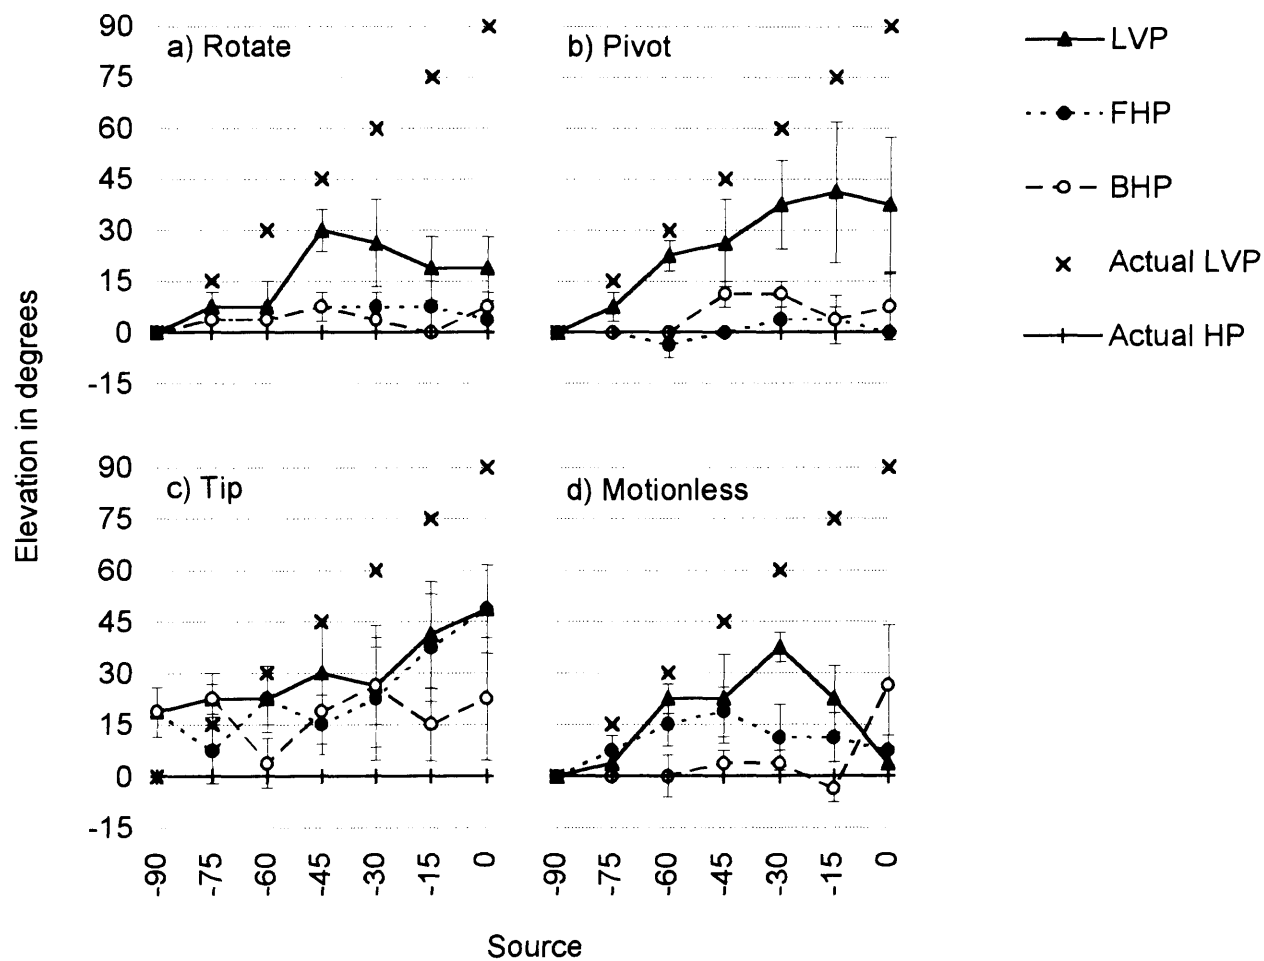 90
75
60
45
30
15
0
-15
a) Rotate
b) Pivot
LVP
FHP
BHP
Actual LVP
Actual HP
Elevation in degrees
90
75
60
45
30
15
0
-15
c) Tip
d) Motionless
-90
-75
-60
-45
-30
-15
0
-90
-75
-60
-45
-30
-15
0
Source